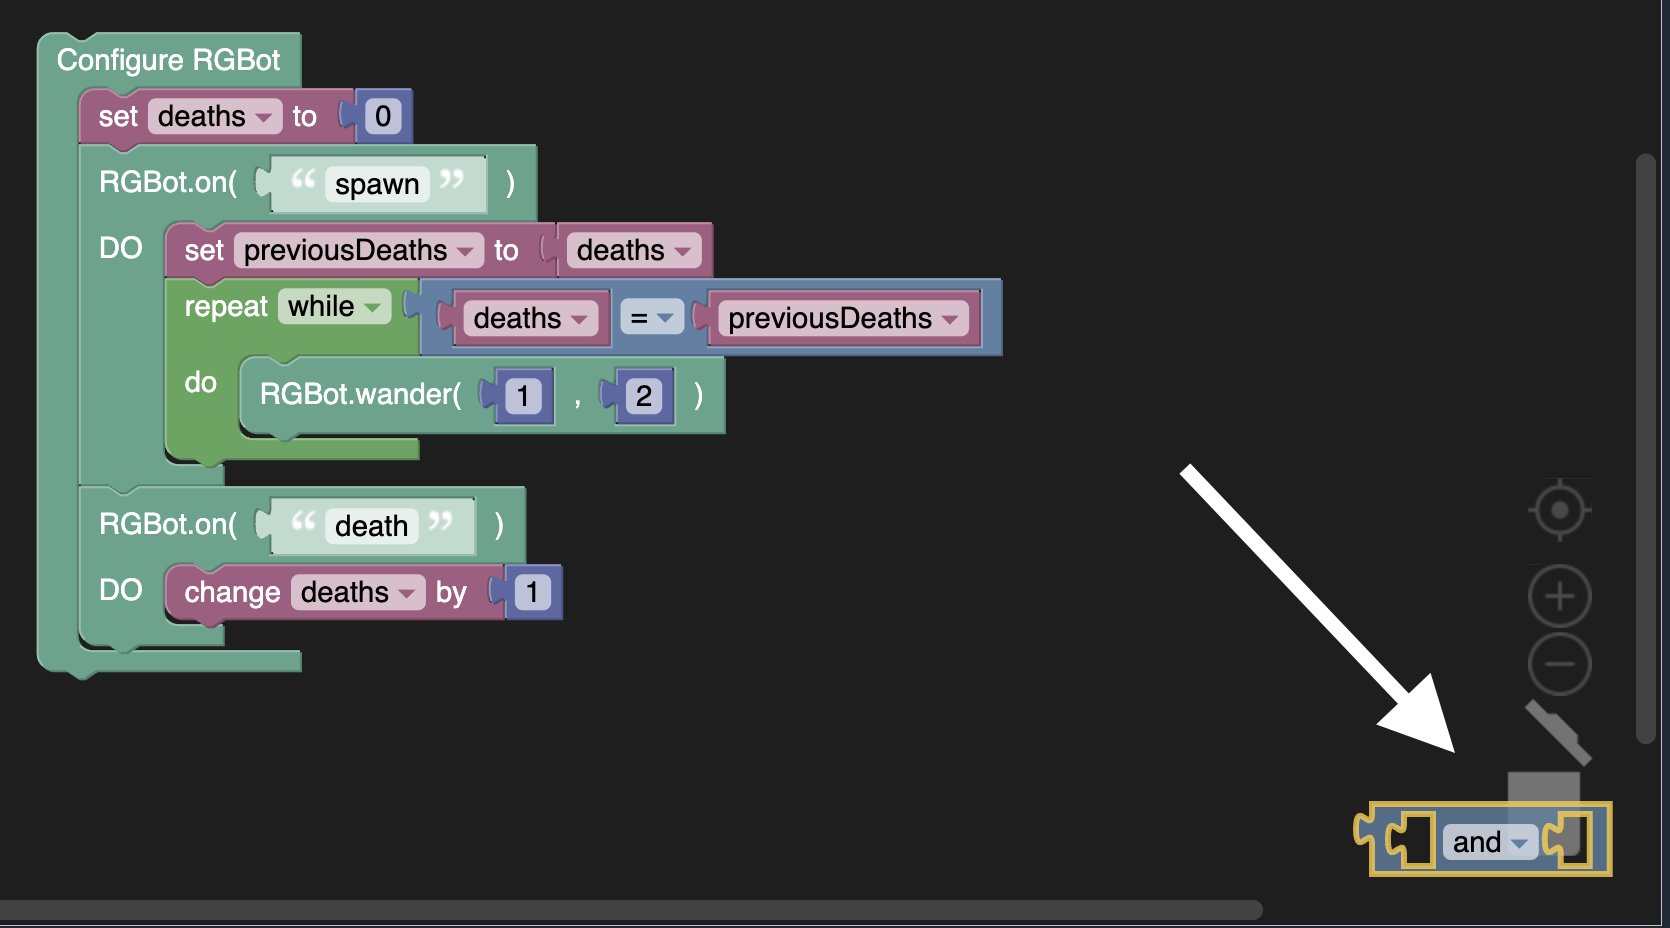 Configure RGBot
set deaths to 0
RGBot.on( “ spawn ” )
DO set previousDeaths to deaths
repeat while deaths = previousDeaths
do RGBot.wander( 1 , 2 )
RGBot.on( “ death ” )
DO change deaths by 1
and